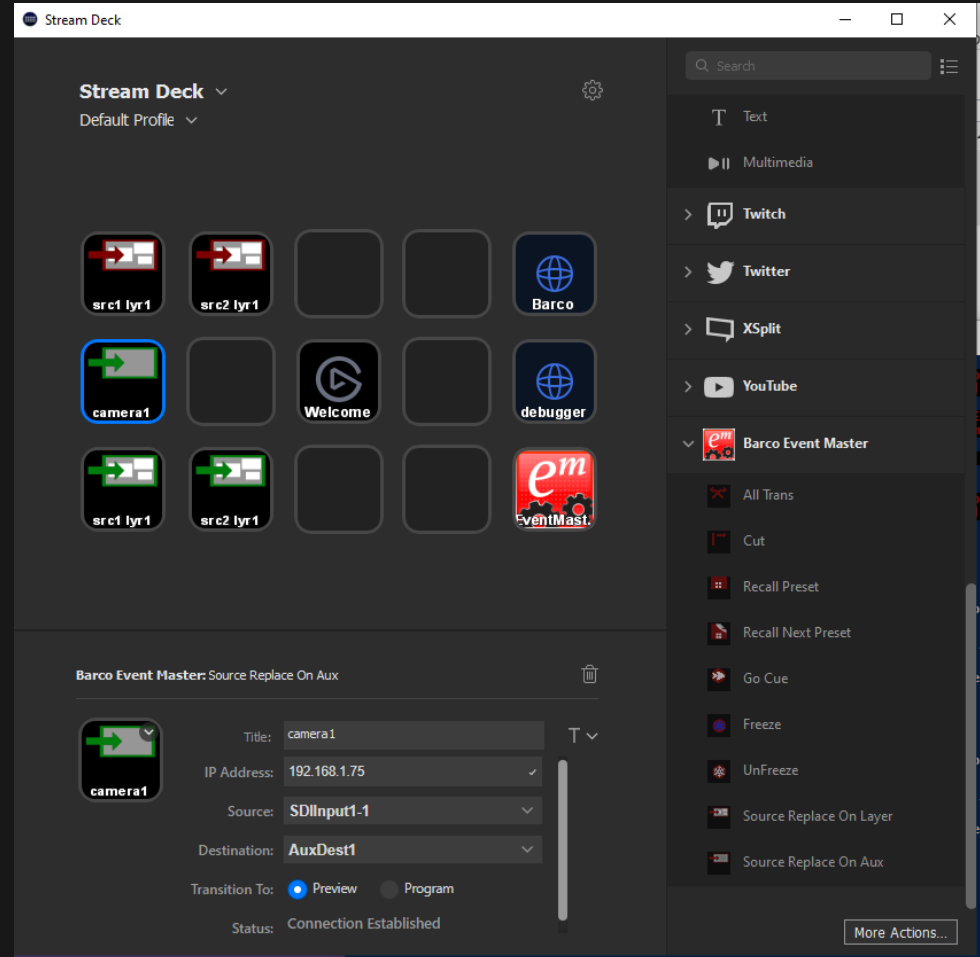 Stream Deck
Stream Deck
Default Profile
src1 lyr1
src2 lyr1
Barco
camera1
Welcome
debugger
src1 lyr1
src2 lyr1
em
EventMast.
Barco Event Master: Source Replace On Aux
camera1
Title: camera1
T
IP Address: 192.168.1.75
Source: SDIInput1-1
Destination: AuxDest1
Transition To: Preview Program
Status: Connection Established
Search
T Text
Multimedia
Twitch
Twitter
XSplit
YouTube
em Barco Event Master
All Trans
Cut
Recall Preset
Recall Next Preset
Go Cue
Freeze
UnFreeze
Source Replace On Layer
Source Replace On Aux
More Actions...